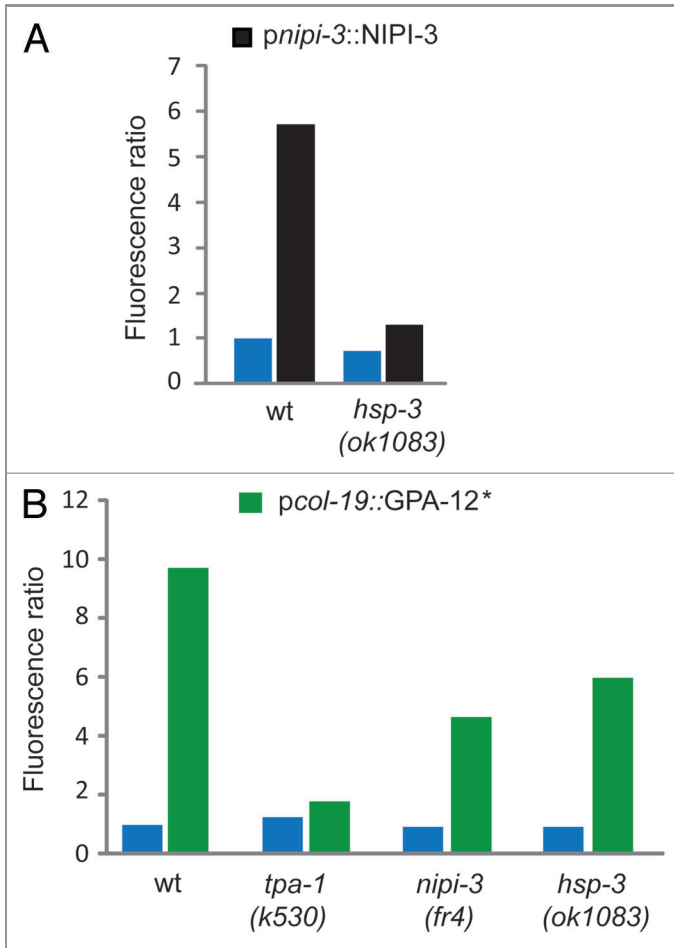 A
pnipi-3::NIPI-3
Fluorescence ratio
7
6
5
4
3
2
1
0
wt
hsp-3
(ok1083)
B
pcol-19::GPA-12*
Fluorescence ratio
12
10
8
6
4
2
0
wt
tpa-1
(k530)
nipi-3
(fr4)
hsp-3
(ok1083)